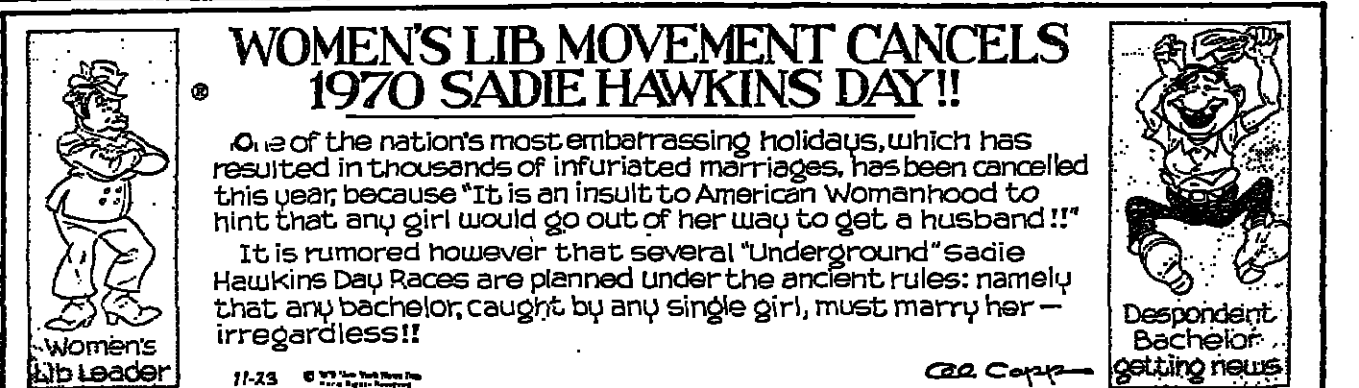 WOMEN'S LIB MOVEMENT CANCELS
® 1970 SADIE HAWKINS DAY!!
One of the nation's most embarrassing holidays, which has
resulted in thousands of infuriated marriages, has been cancelled
this year, because "It is an insult to American Womanhood to
hint that any girl would go out of her way to get a husband!!"
It is rumored however that several "Underground" Sadie
Hawkins Day Races are planned under the ancient rules: namely
that any bachelor, caught by any single girl, must marry her —
irregardless!!
Women's
Lib Leader
Despondent
Bachelor
getting news
11-23 ©
Al Capp